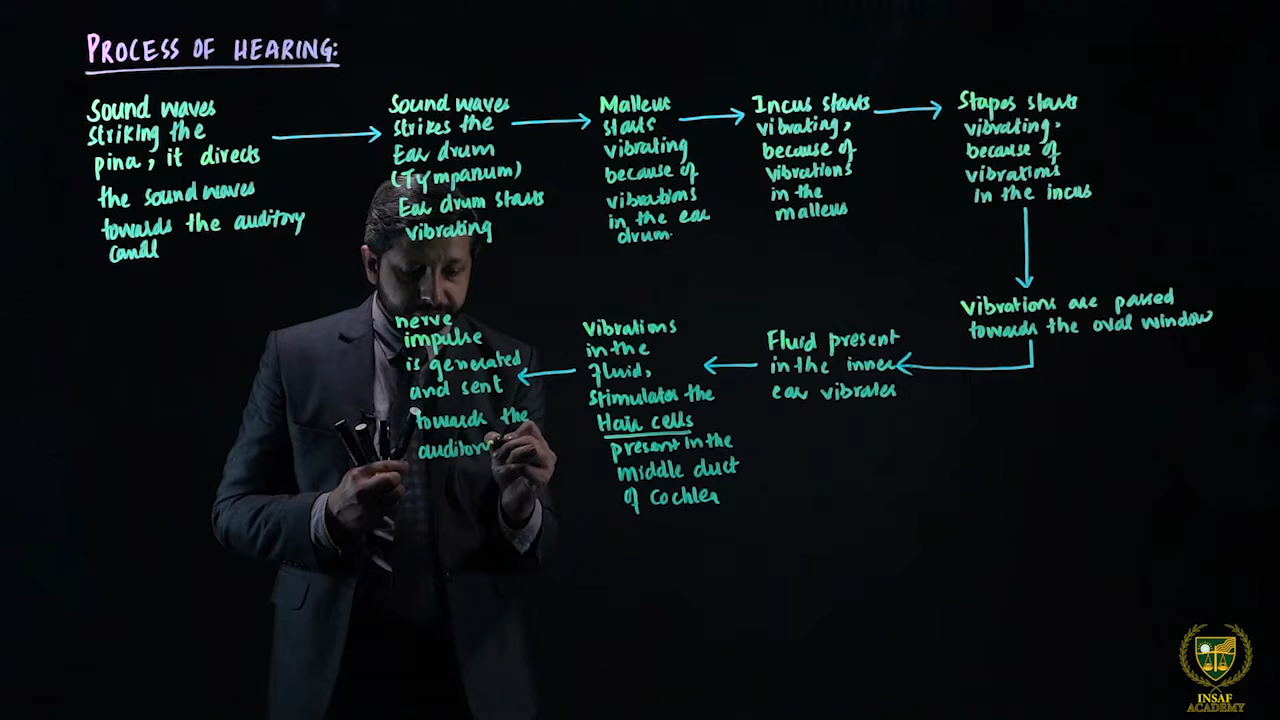 PROCESS OF HEARING:
Sound waves
striking the
pina, it directs
the sound waves
towards the auditory
canal
Sound waves
strikes the
Ear drum
(Tympanum)
Ear drum starts
vibrating
Malleus
starts
vibrating
because of
vibrations
in the ear
drum.
Incus starts
vibrating,
because of
vibrations
in the
malleus
Stapes starts
vibrating,
because of
vibrations
in the incus
Vibrations are passed
towards the oval window
Fluid present
in the inner
ear vibrates
Vibrations
in the
fluid,
stimulates the
Hair cells
present in the
middle duct
of Cochlea
nerve
impulse
is generated
and sent
towards the
auditory
INSAF
ACADEMY